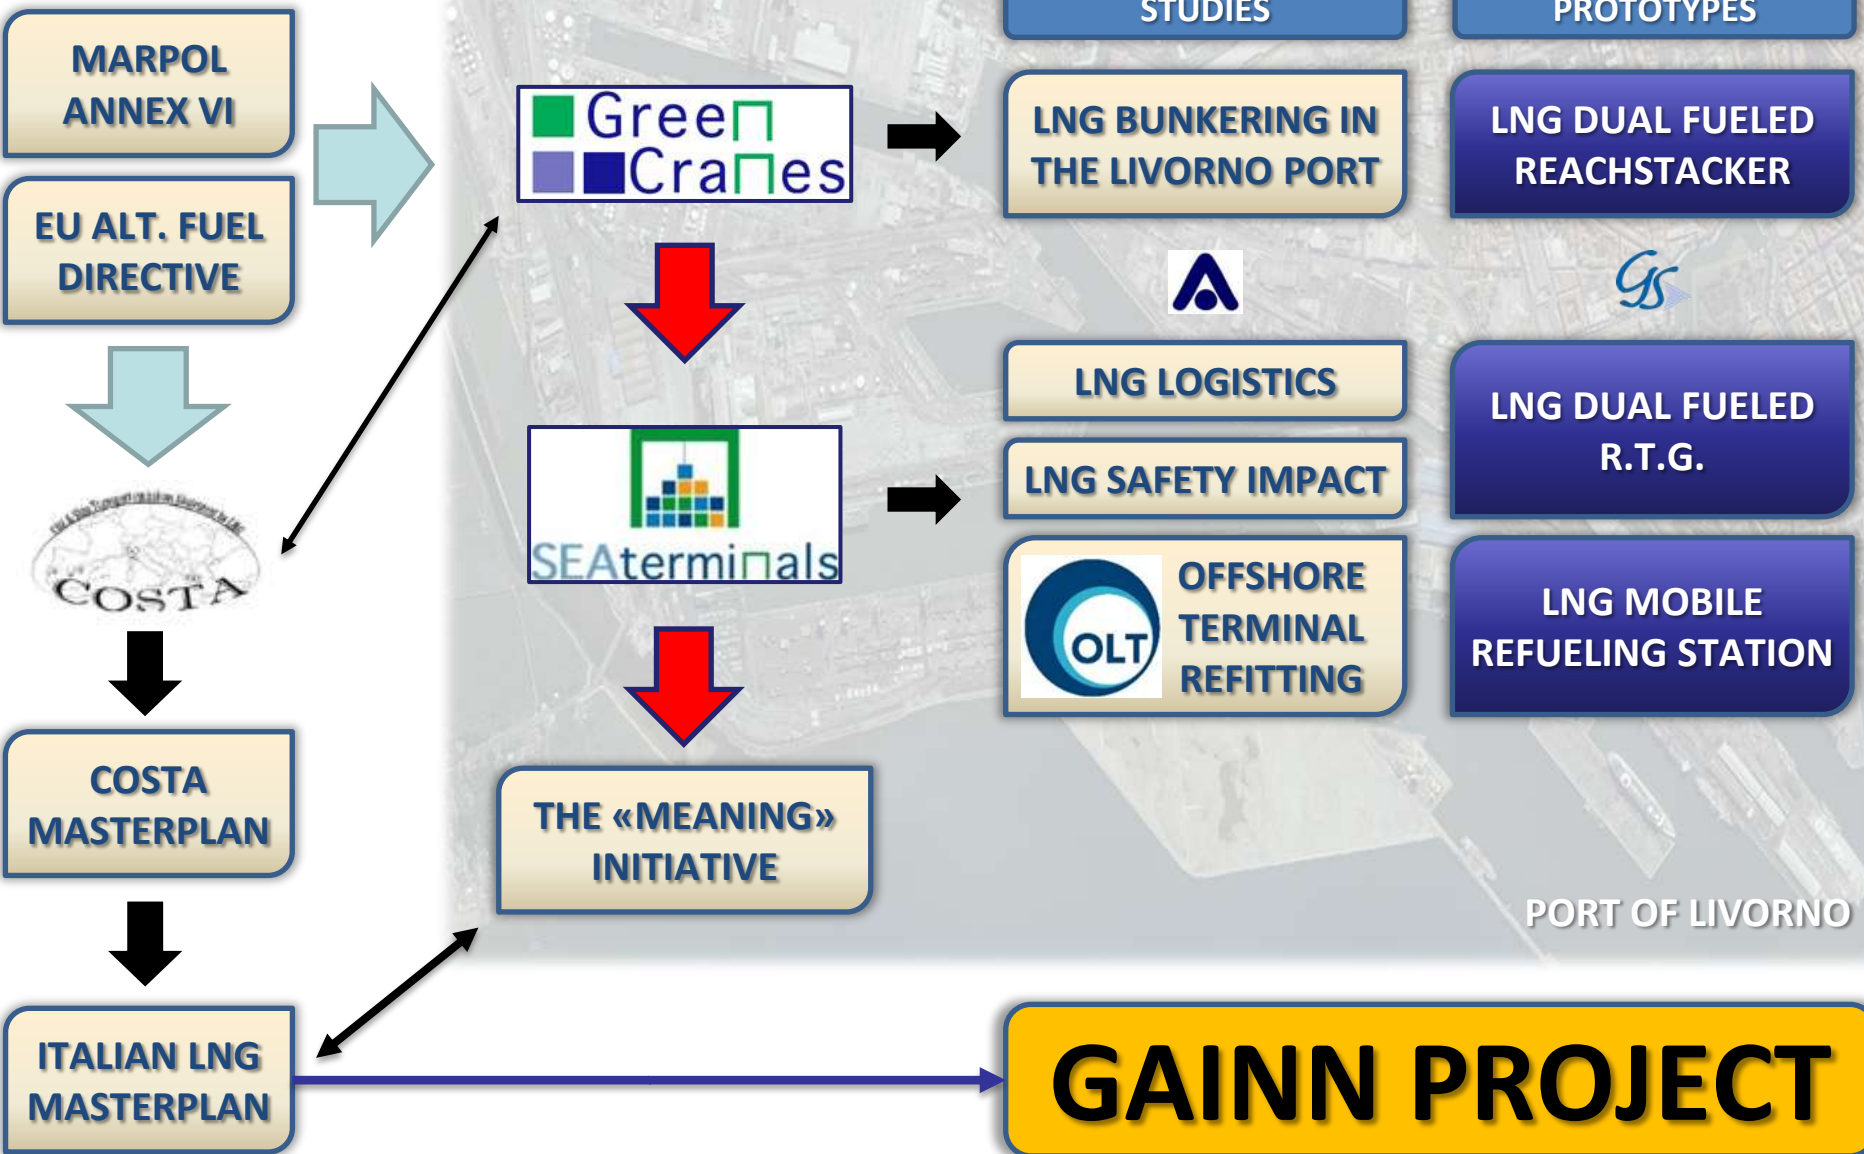 MARPOL
ANNEX VI
EU ALT. FUEL
DIRECTIVE
COSTA
COSTA
MASTERPLAN
ITALIAN LNG
MASTERPLAN
Green
Cranes
SEAterminals
THE «MEANING»
INITIATIVE
STUDIES
LNG BUNKERING IN
THE LIVORNO PORT
LNG LOGISTICS
LNG SAFETY IMPACT
OLT
OFFSHORE
TERMINAL
REFITTING
PROTOTYPES
LNG DUAL FUELED
REACHSTACKER
GS
LNG DUAL FUELED
R.T.G.
LNG MOBILE
REFUELING STATION
PORT OF LIVORNO
GAINN PROJECT